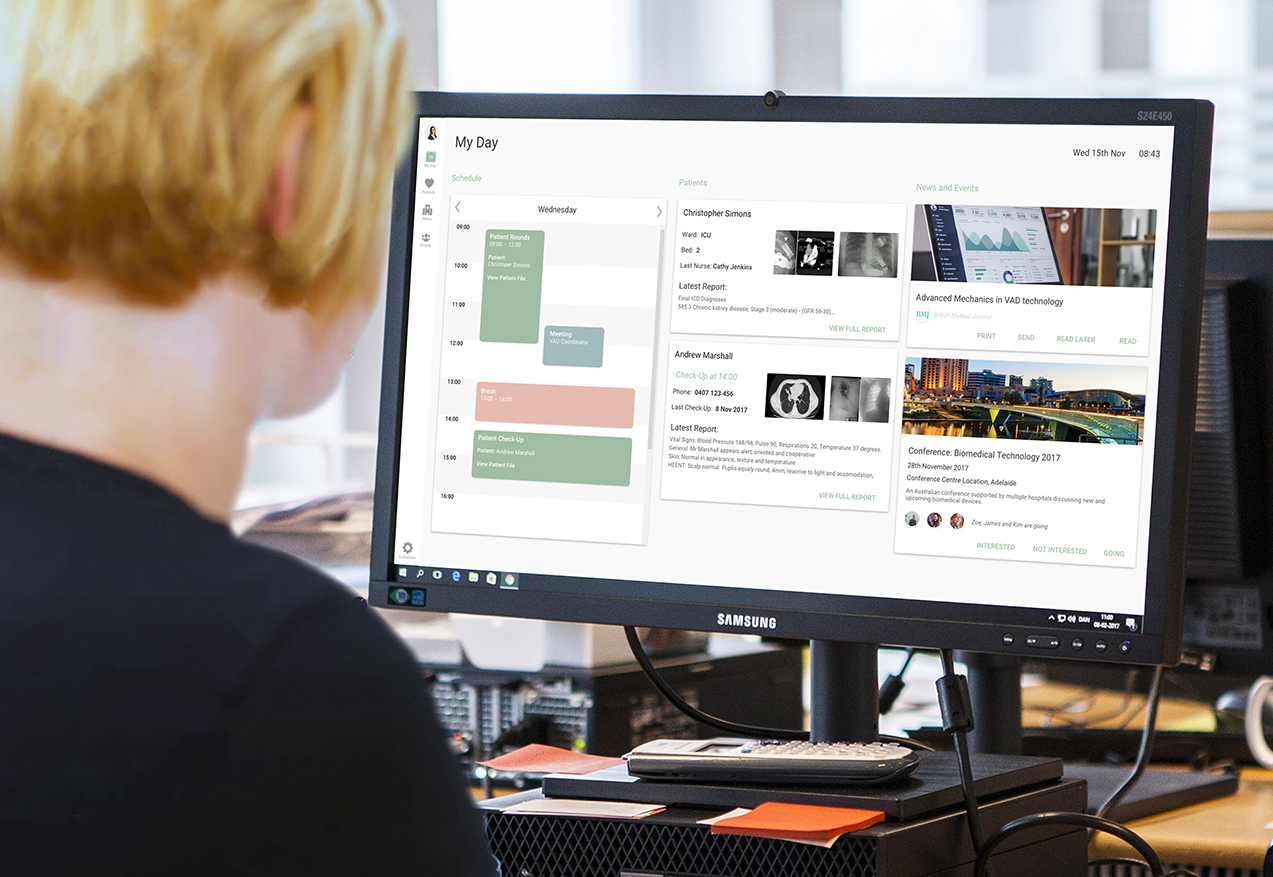 S24E450
My Day
Wed 15th Nov 08:43
My Day
Patients
News
Events
Customise
Schedule
Wednesday
09:00
10:00
11:00
12:00
13:00
14:00
15:00
16:00
Patient Rounds
09:00 – 12:00
Patient:
Christoper Simons
View Patient File
Meeting
VAD Coordinator
Break
13:00 – 14:00
Patient Check-Up
Patient: Andrew Marshall
View Patient File
Patients
Christopher Simons
Ward: ICU
Bed: 2
Last Nurse: Cathy Jenkins
Latest Report:
Final ICD Diagnoses
585.3 Chronic kidney disease, Stage 3 (moderate) - (GFR 59-30)...
VIEW FULL REPORT
Andrew Marshall
Check-Up at 14:00
Phone: 0407 123 456
Last Check-Up: 8 Nov 2017
Latest Report:
Vital Signs: Blood Pressure 168/98, Pulse 90, Respirations 20, Temperature 37 degrees.
General: Mr Marshall appears alert, oriented and cooperative
Skin: Normal in appearance, texture and temperature
HEENT: Scalp normal. Pupils equaly round, 4mm, reacrive to light and accomodation,
VIEW FULL REPORT
News and Events
Advanced Mechanics in VAD technology
BMJ British Medical Journal
PRINT SEND READ LATER READ
Conference: Biomedical Technology 2017
28th November 2017
Conference Centre Location, Adelaide
An Australian conference supported by multiple hospitals discussing new and
upcoming biomedical devices.
Zoe, James and Kim are going
INTERESTED NOT INTERESTED GOING
DAN
11:00
08-02-2017
SAMSUNG